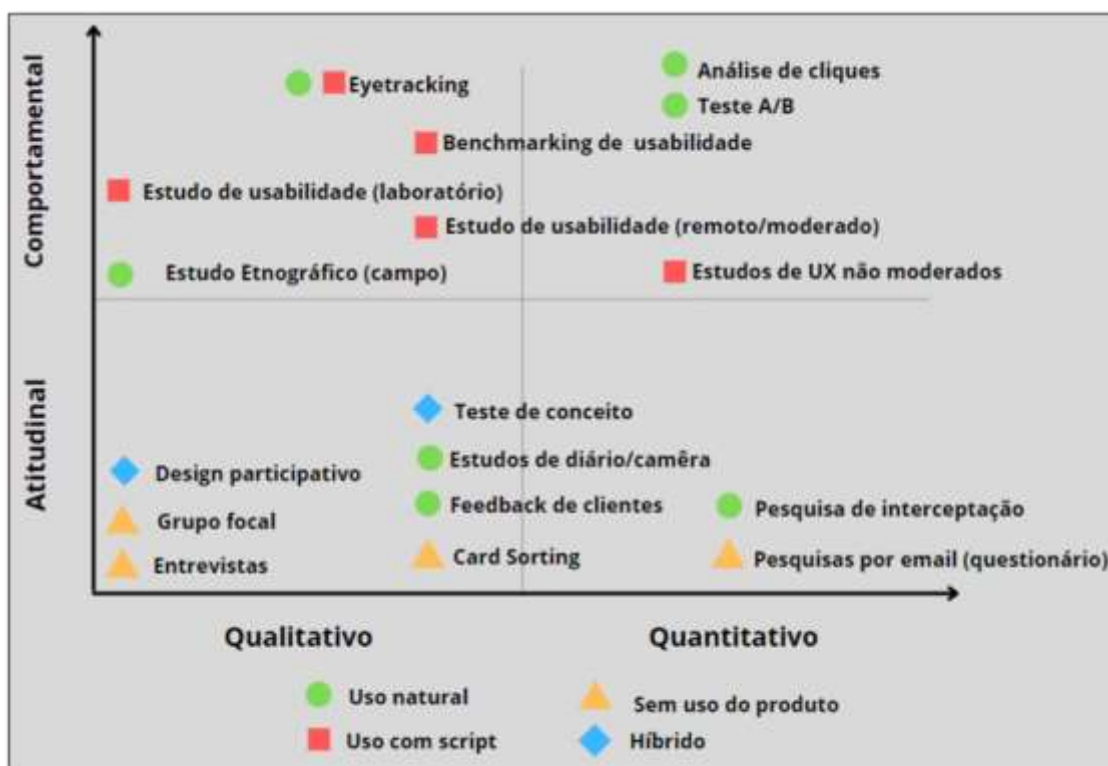 Comportamental
Atitudinal
Eyetracking
Análise de cliques
Teste A/B
Benchmarking de usabilidade
Estudo de usabilidade (laboratório)
Estudo de usabilidade (remoto/moderado)
Estudo Etnográfico (campo)
Estudos de UX não moderados
Teste de conceito
Estudos de diário/camêra
Design participativo
Feedback de clientes
Pesquisa de interceptação
Grupo focal
Card Sorting
Pesquisas por email (questionário)
Entrevistas
Qualitativo
Quantitativo
Uso natural
Sem uso do produto
Uso com script
Híbrido